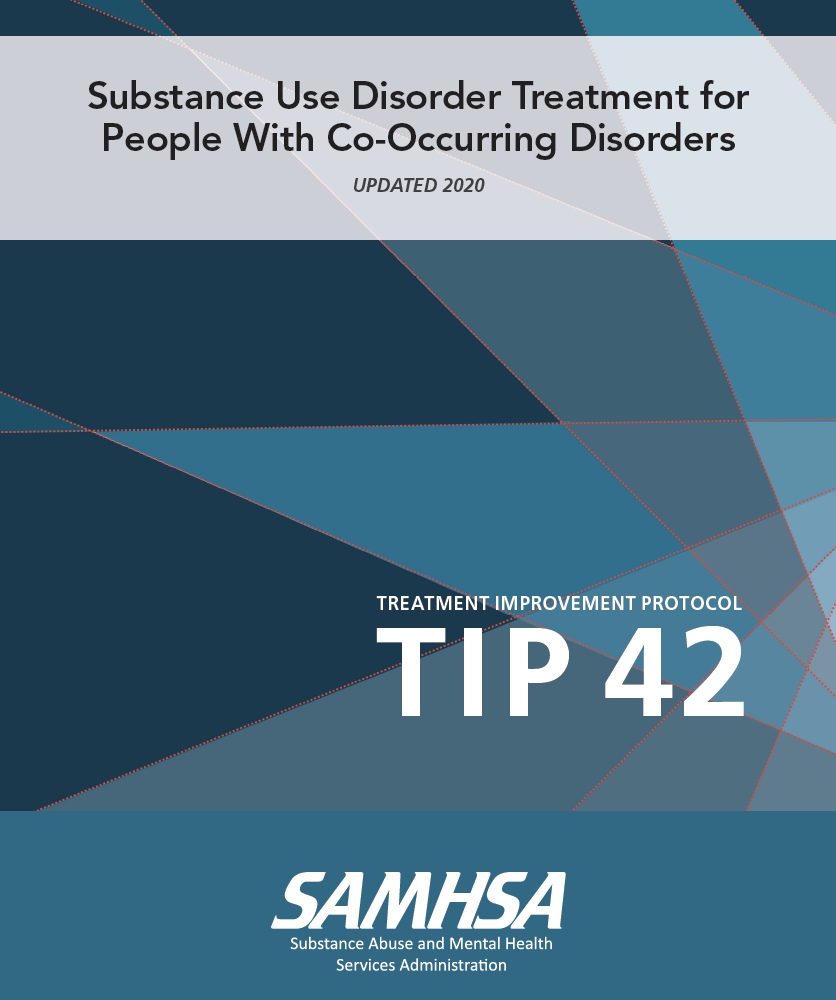 Substance Use Disorder Treatment for
People With Co-Occurring Disorders
UPDATED 2020
TREATMENT IMPROVEMENT PROTOCOL
TIP 42
SAMHSA
Substance Abuse and Mental Health
Services Administration